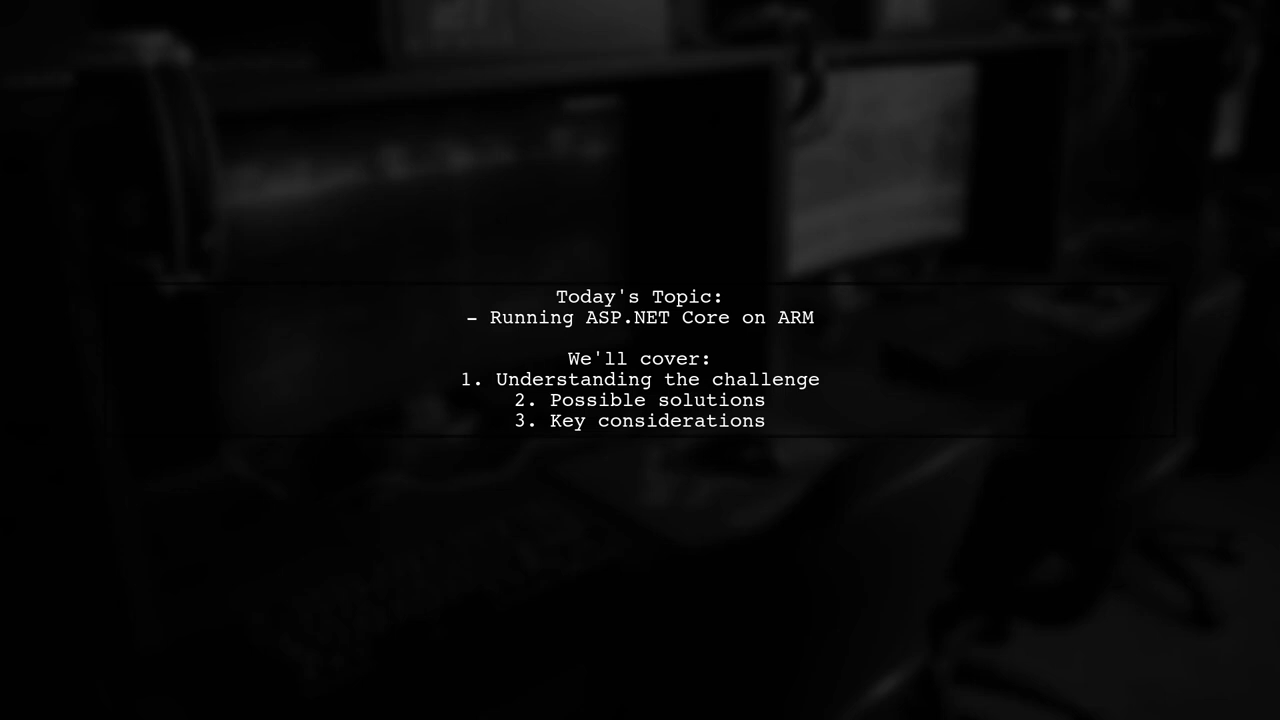 Today's Topic:
– Running ASP.NET Core on ARM
We'll cover:
1. Understanding the challenge
2. Possible solutions
3. Key considerations